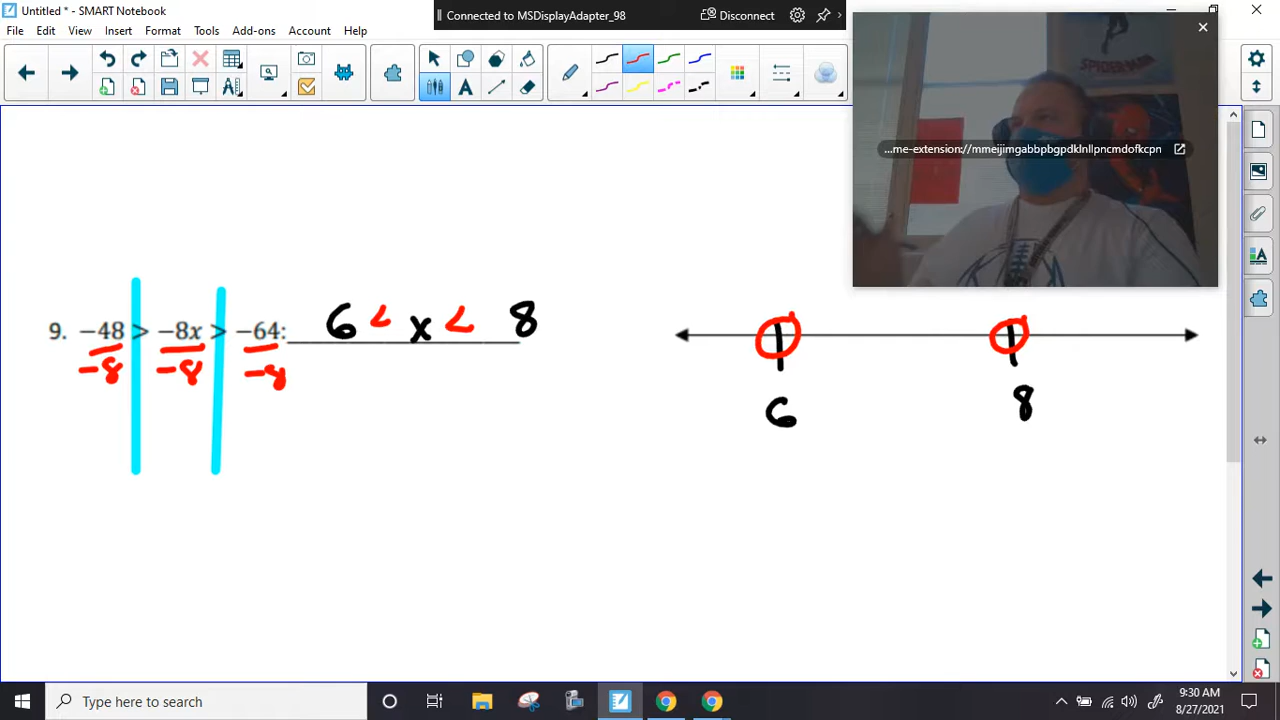 Untitled * - SMART Notebook
Connected to MSDisplayAdapter_98
Disconnect
File Edit View Insert Format Tools Add-ons Account Help
SPIDER-MAN
...me-extension://mmeijimgabbpbgpdklnllpncmdofkcpn
9. −48 > −8x > −64: 6 < x < 8
-8 -8 -8
6 8
Type here to search
9:30 AM
8/27/2021